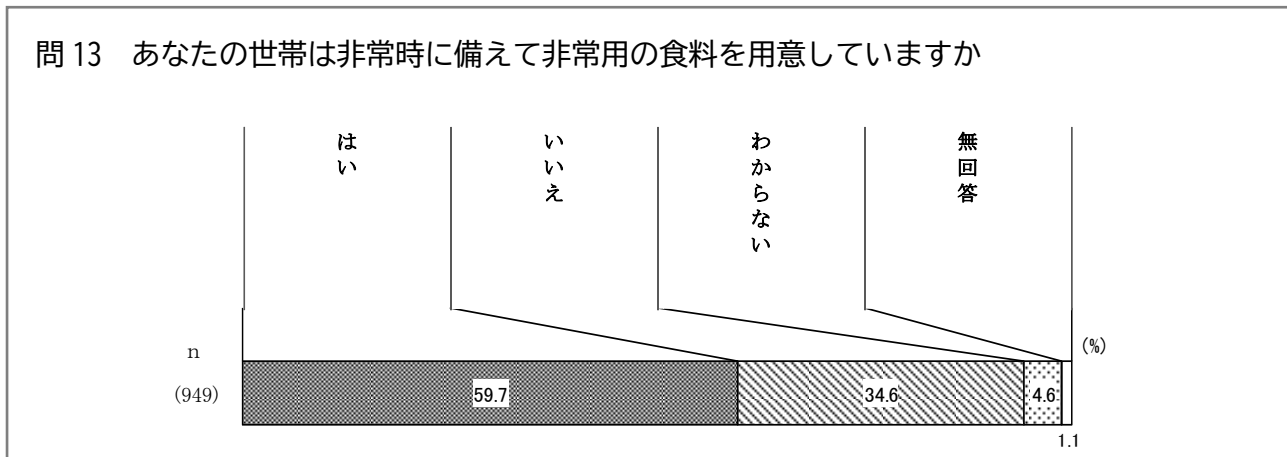 問13　あなたの世帯は非常時に備えて非常用の食料を用意していますか
はい
いいえ
わからない
無回答
(%)
n
(949)
59.7
34.6
4.6
1.1